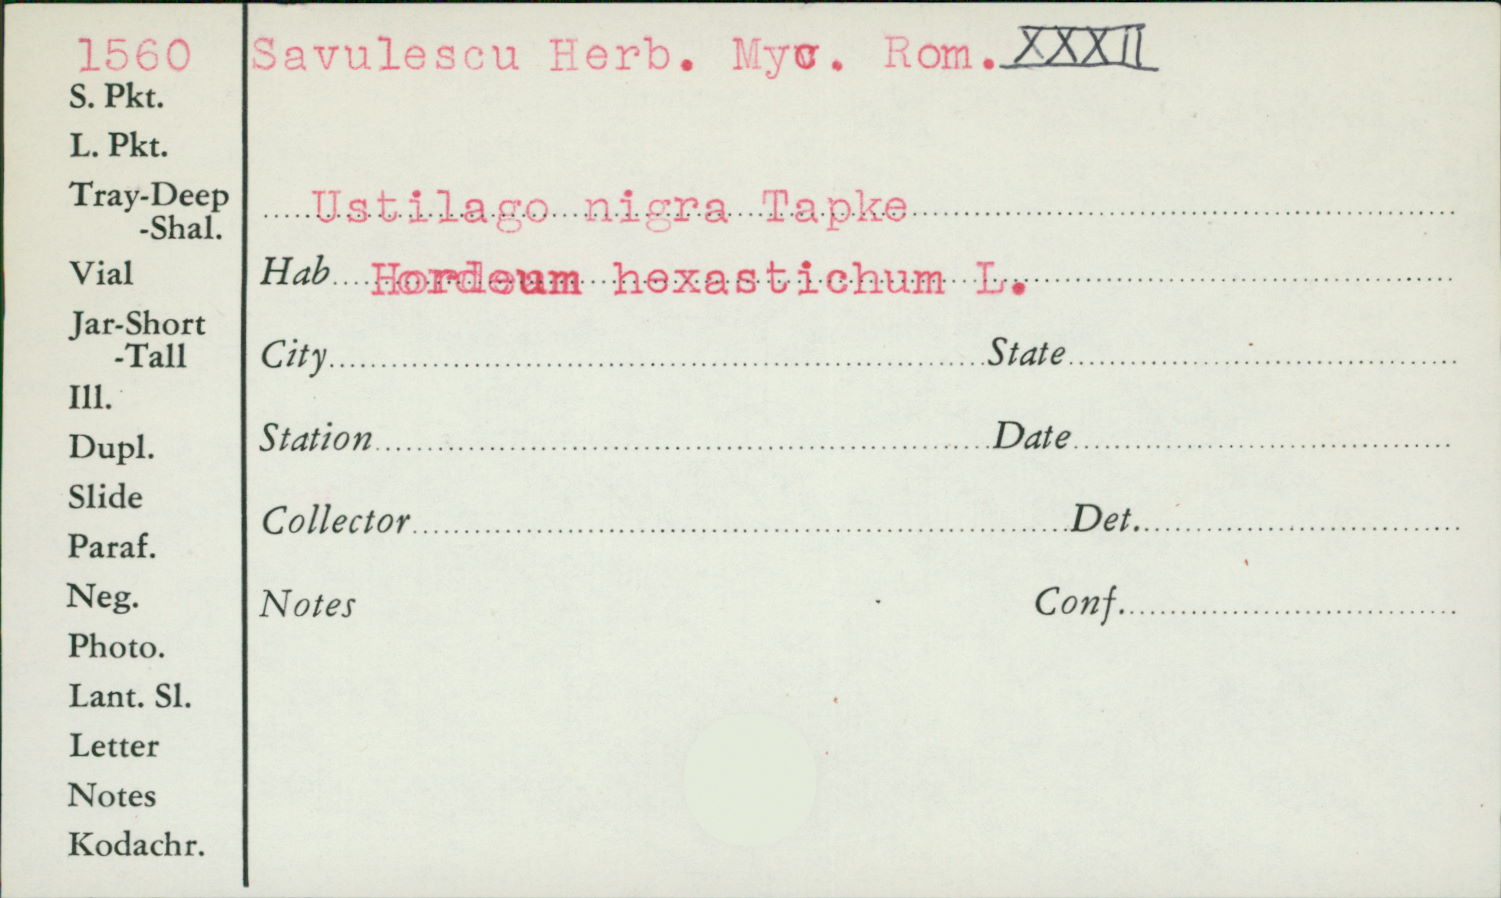 1560 Savulescu Herb. Myc. Rom. XXXII
S. Pkt.
L. Pkt.
Tray-Deep
-Shal.
Ustilago nigra Tapke
Vial
Hab Hordeum hexastichum L.
Jar-Short
-Tall
City State
Ill.
Dupl.
Station Date
Slide
Collector Det.
Paraf.
Neg.
Notes Conf.
Photo.
Lant. Sl.
Letter
Notes
Kodachr.